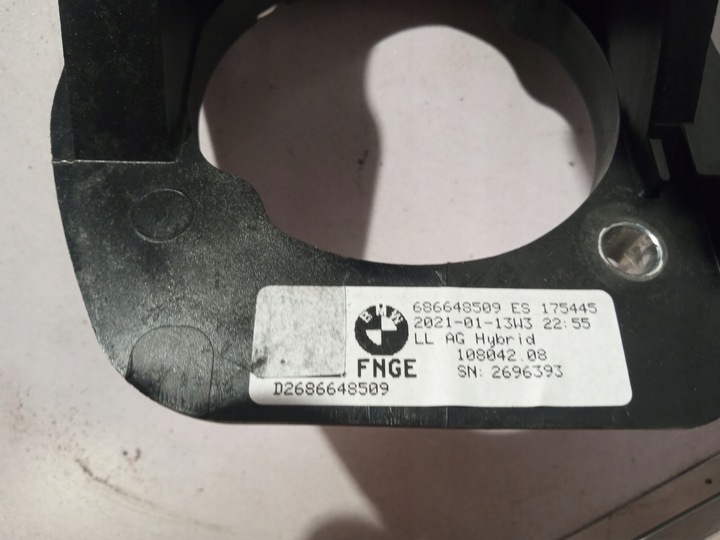 BMW
686648509 ES 175445
2021-01-13W3 22:55
LL AG Hybrid
108042.08
FNGE
SN: 2696393
D2686648509